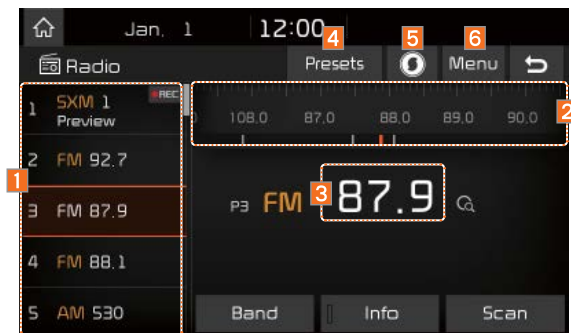 Jan. 1 12:00
4 5 6
Radio Presets Menu
1 SXM 1 REC
Preview
108.0 87.0 88.0 89.0 90.0 2
2 FM 92.7
1
3 FM 87.9
P3 FM 3 87.9
4 FM 88.1
5 AM 530
Band Info Scan